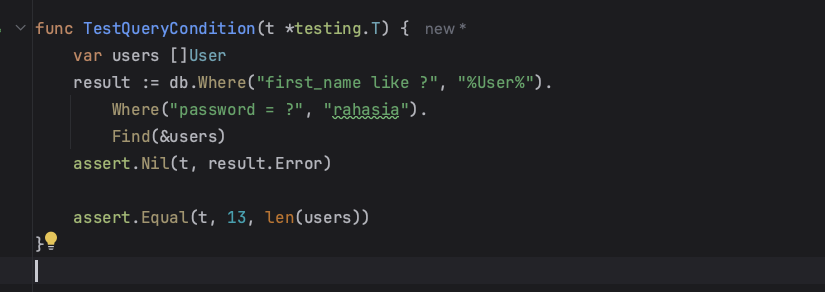 func TestQueryCondition(t *testing.T) { new *
    var users []User
    result := db.Where("first_name like ?", "%User%").
        Where("password = ?", "rahasia").
        Find(&users)
    assert.Nil(t, result.Error)

    assert.Equal(t, 13, len(users))
}